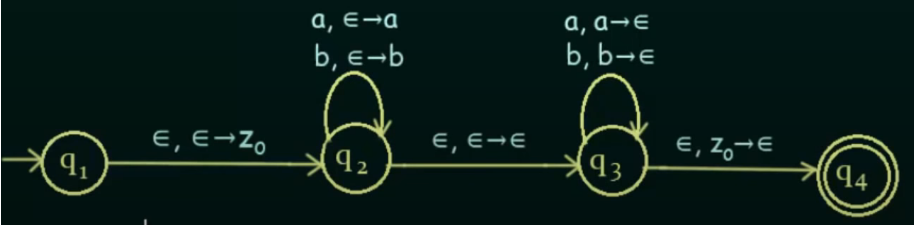 a, ∈→a
b, ∈→b
a, a→∈
b, b→∈
q₁
∈, ∈→z₀
q₂
∈, ∈→∈
q₃
∈, z₀→∈
q₄